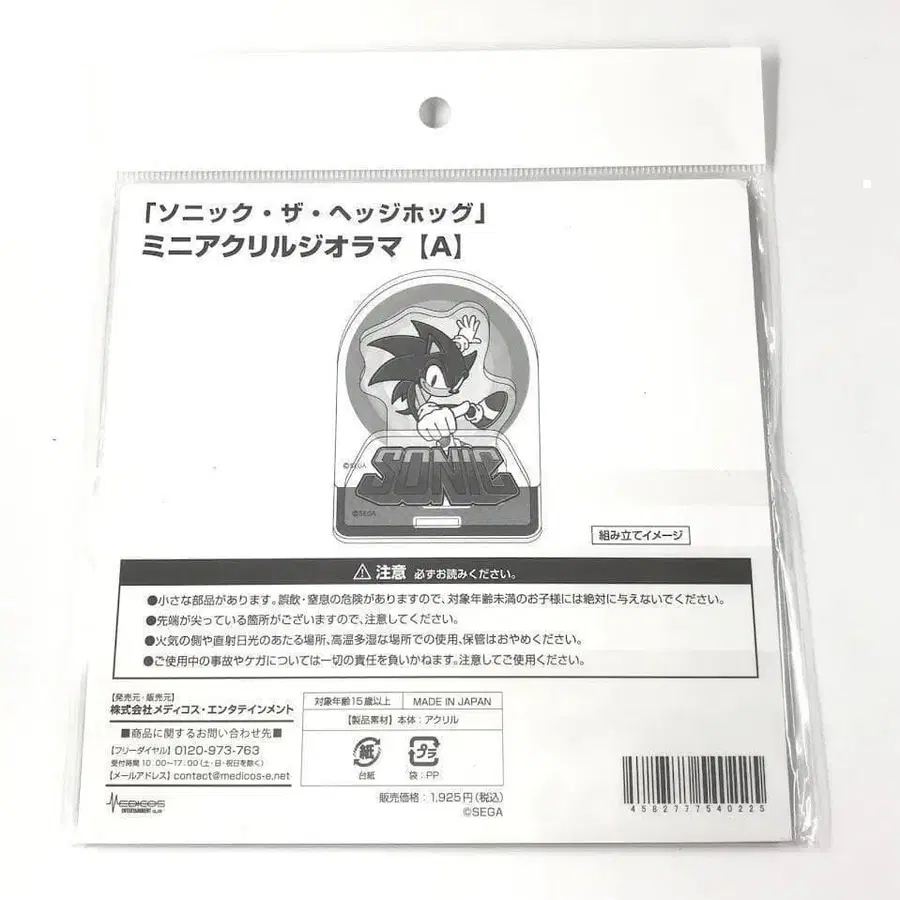 「ソニック・ザ・ヘッジホッグ」
ミニアクリルジオラマ【A】
©SEGA
SONIC
©SEGA
組み立てイメージ
注意 必ずお読みください。
●小さな部品があります。誤飲・窒息の危険がありますので、対象年齢未満のお子様には絶対に与えないでください。
●先端が尖っている箇所がございますので、注意してください。
●火気の側や直射日光のあたる場所、高温多湿な場所での使用、保管はおやめください。
●ご使用中の事故やケガについては一切の責任を負いかねます。注意してご使用ください。
【発売元・販売元】
株式会社メディコス・エンタテインメント
■商品に関するお問い合わせ先■
【フリーダイヤル】0120-973-763
受付時間 10:00~17:00(土・日・祝日を除く)
【メールアドレス】contact@medicos-e.net
MEDICOS
ENTERTAINMENT CO.,LTD
対象年齢15歳以上
MADE IN JAPAN
【製品素材】本体:アクリル
紙
台紙
プラ
袋:PP
販売価格:1,925円(税込)
©SEGA
4582777540225